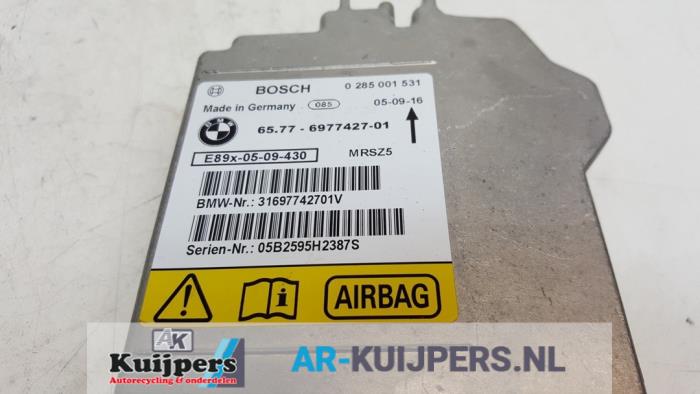 BOSCH 0 285 001 531
Made in Germany 085 05-09-16
BMW 65.77 - 6977427-01
E89x-05-09-430 MRSZ5
BMW-Nr.: 31697742701V
Serien-Nr.: 05B2595H2387S
AIRBAG
AK
Kuijpers
Autorecycling & onderdelen
AR-KUIJPERS.NL